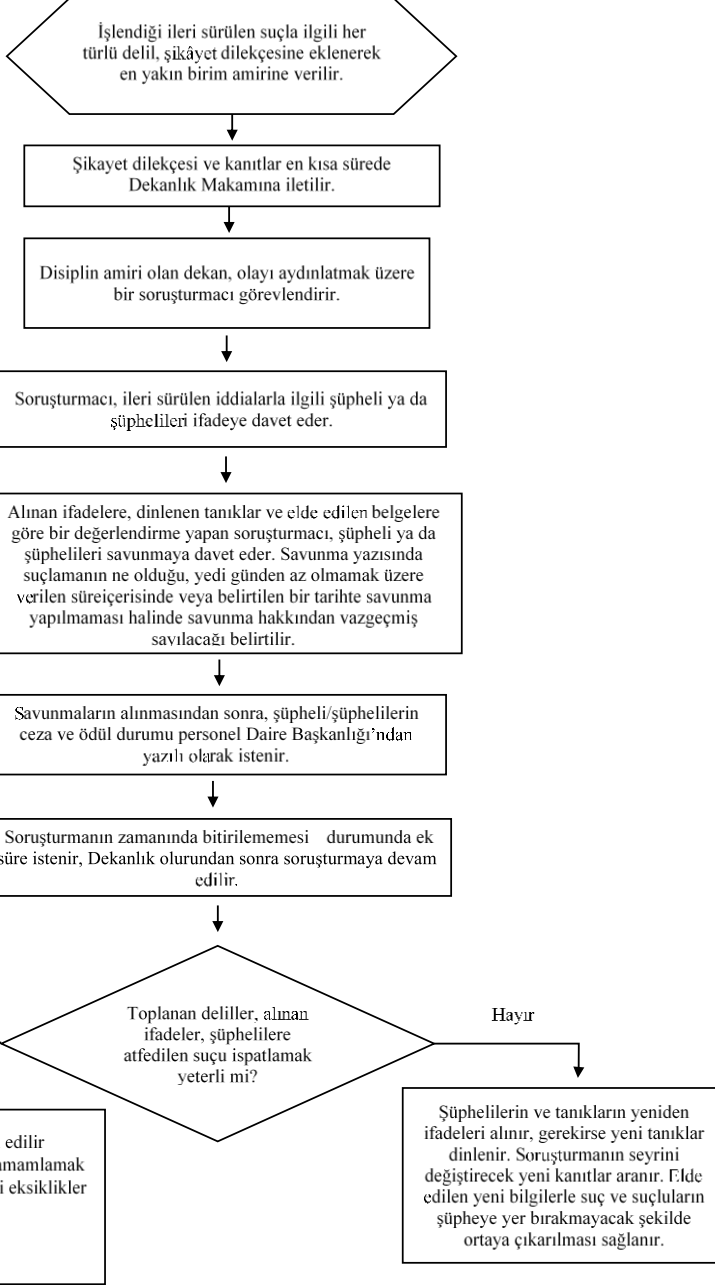 İşlendiği ileri sürülen suçla ilgili her
türlü delil, şikâyet dilekçesine eklenerek
en yakın birim amirine verilir.
Şikayet dilekçesi ve kanıtlar en kısa sürede
Dekanlık Makamına iletilir.
Disiplin amiri olan dekan, olayı aydınlatmak üzere
bir soruşturmacı görevlendirir.
Soruşturmacı, ileri sürülen iddialarla ilgili şüpheli ya da
şüphelileri ifadeye davet eder.
Alınan ifadelere, dinlenen tanıklar ve elde edilen belgelere
göre bir değerlendirme yapan soruşturmacı, şüpheli ya da
şüphelileri savunmaya davet eder. Savunma yazısında
suçlamanın ne olduğu, yedi günden az olmamak üzere
verilen süreiçerisinde veya belirtilen bir tarihte savunma
yapılmaması halinde savunma hakkından vazgeçmiş
sayılacağı belirtilir.
Savunmaların alınmasından sonra, şüpheli/şüphelilerin
ceza ve ödül durumu personel Daire Başkanlığı'ndan
yazılı olarak istenir.
Soruşturmanın zamanında bitirilememesi durumunda ek
süre istenir, Dekanlık olurundan sonra soruşturmaya devam
edilir.
Toplanan deliller, alınan
ifadeler, şüphelilere
atfedilen suçu ispatlamak
yeterli mi?
Hayır
Şüphelilerin ve tanıkların yeniden
ifadeleri alınır, gerekirse yeni tanıklar
dinlenir. Soruşturmanın seyrini
değiştirecek yeni kanıtlar aranır. Elde
edilen yeni bilgilerle suç ve suçluların
şüpheye yer bırakmayacak şekilde
ortaya çıkarılması sağlanır.
edilir
amamlamak
i eksiklikler